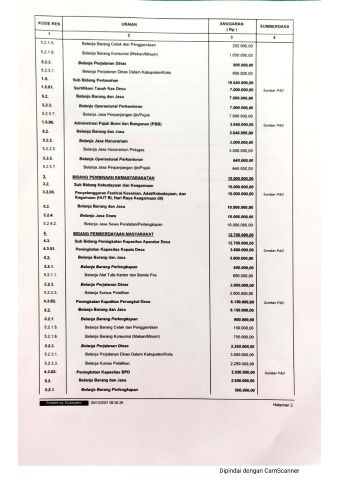 KODE REK URAIAN ANGGARAN ( Rp ) SUMBERDANA
1 2 3 4
5.2.1.5. Belanja Barang Cetak dan Penggandaan 202.000,00
5.2.1.6. Belanja Barang Konsumsi (Makan/Minum) 1.050.000,00
5.2.3. Belanja Perjalanan Dinas 900.000,00
5.2.3.1. Belanja Perjalanan Dinas Dalam Kabupaten/Kota 900.000,00
1.5. Sub Bidang Pertanahan 10.640.000,00
1.5.01. Sertifikasi Tanah Kas Desa 7.000.000,00 Sumber PAD
5.2. Belanja Barang dan Jasa 7.000.000,00
5.2.5. Belanja Operasional Perkantoran 7.000.000,00
5.2.5.7. Belanja Jasa Perpanjangan Ijin/Pajak 7.000.000,00
1.5.06. Administrasi Pajak Bumi dan Bangunan (PBB) 3.640.000,00 Sumber PAD
5.2. Belanja Barang dan Jasa 3.640.000,00
5.2.2. Belanja Jasa Honorarium 3.000.000,00
Belanja Jasa Honorarium Petugas 3.000.000,00
5.2.5. Belanja Operasional Perkantoran 640.000,00
5.2.5.7. Belanja Jasa Perpanjangan Ijin/Pajak 640.000,00
3. BIDANG PEMBINAAN KEMASYARAKATAN 10.000.000,00
3.2. Sub Bidang Kebudayaan dan Keagamaan 10.000.000,00
3.2.03. Penyelenggaraan Festival Kesenian, Adat/Kebudayaan, dan Kegamaan (HUT RI, Hari Raya Keagamaan dll) 10.000.000,00 Sumber PAD
5.2. Belanja Barang dan Jasa 10.000.000,00
5.2.4. Belanja Jasa Sewa 10.000.000,00
5.2.4.2. Belanja Jasa Sewa Peralatan/Perlengkapan 10.000.000,00
4. BIDANG PEMBERDAYAAN MASYARAKAT 12.700.000,00
4.3. Sub Bidang Peningkatan Kapasitas Aparatur Desa 12.700.000,00
4.3.01. Peningkatan Kapasitas Kepala Desa 3.600.000,00 Sumber PAD
5.2. Belanja Barang dan Jasa 3.600.000,00
5.2.1. Belanja Barang Perlengkapan 600.000,00
5.2.1.1. Belanja Alat Tulis Kantor dan Benda Pos 600.000,00
5.2.3. Belanja Perjalanan Dinas 3.000.000,00
5.2.3.3. Belanja Kursus Pelatihan 3.000.000,00
4.3.02. Peningkatan Kapasitas Perangkat Desa 6.150.000,00 Sumber PAD
5.2. Belanja Barang dan Jasa 6.150.000,00
5.2.1. Belanja Barang Perlengkapan 900.000,00
5.2.1.5. Belanja Barang Cetak dan Penggandaan 150.000,00
5.2.1.6. Belanja Barang Konsumsi (Makan/Minum) 750.000,00
5.2.3. Belanja Perjalanan Dinas 5.250.000,00
5.2.3.1. Belanja Perjalanan Dinas Dalam Kabupaten/Kota 3.000.000,00
5.2.3.3. Belanja Kursus Pelatihan 2.250.000,00
4.3.03. Peningkatan Kapasitas BPD 2.950.000,00 Sumber PAD
5.2. Belanja Barang dan Jasa 2.950.000,00
5.2.1. Belanja Barang Perlengkapan 500.000,00
Printed by Siskeudes 30/12/2021 Halaman 2
Dipindai dengan CamScanner